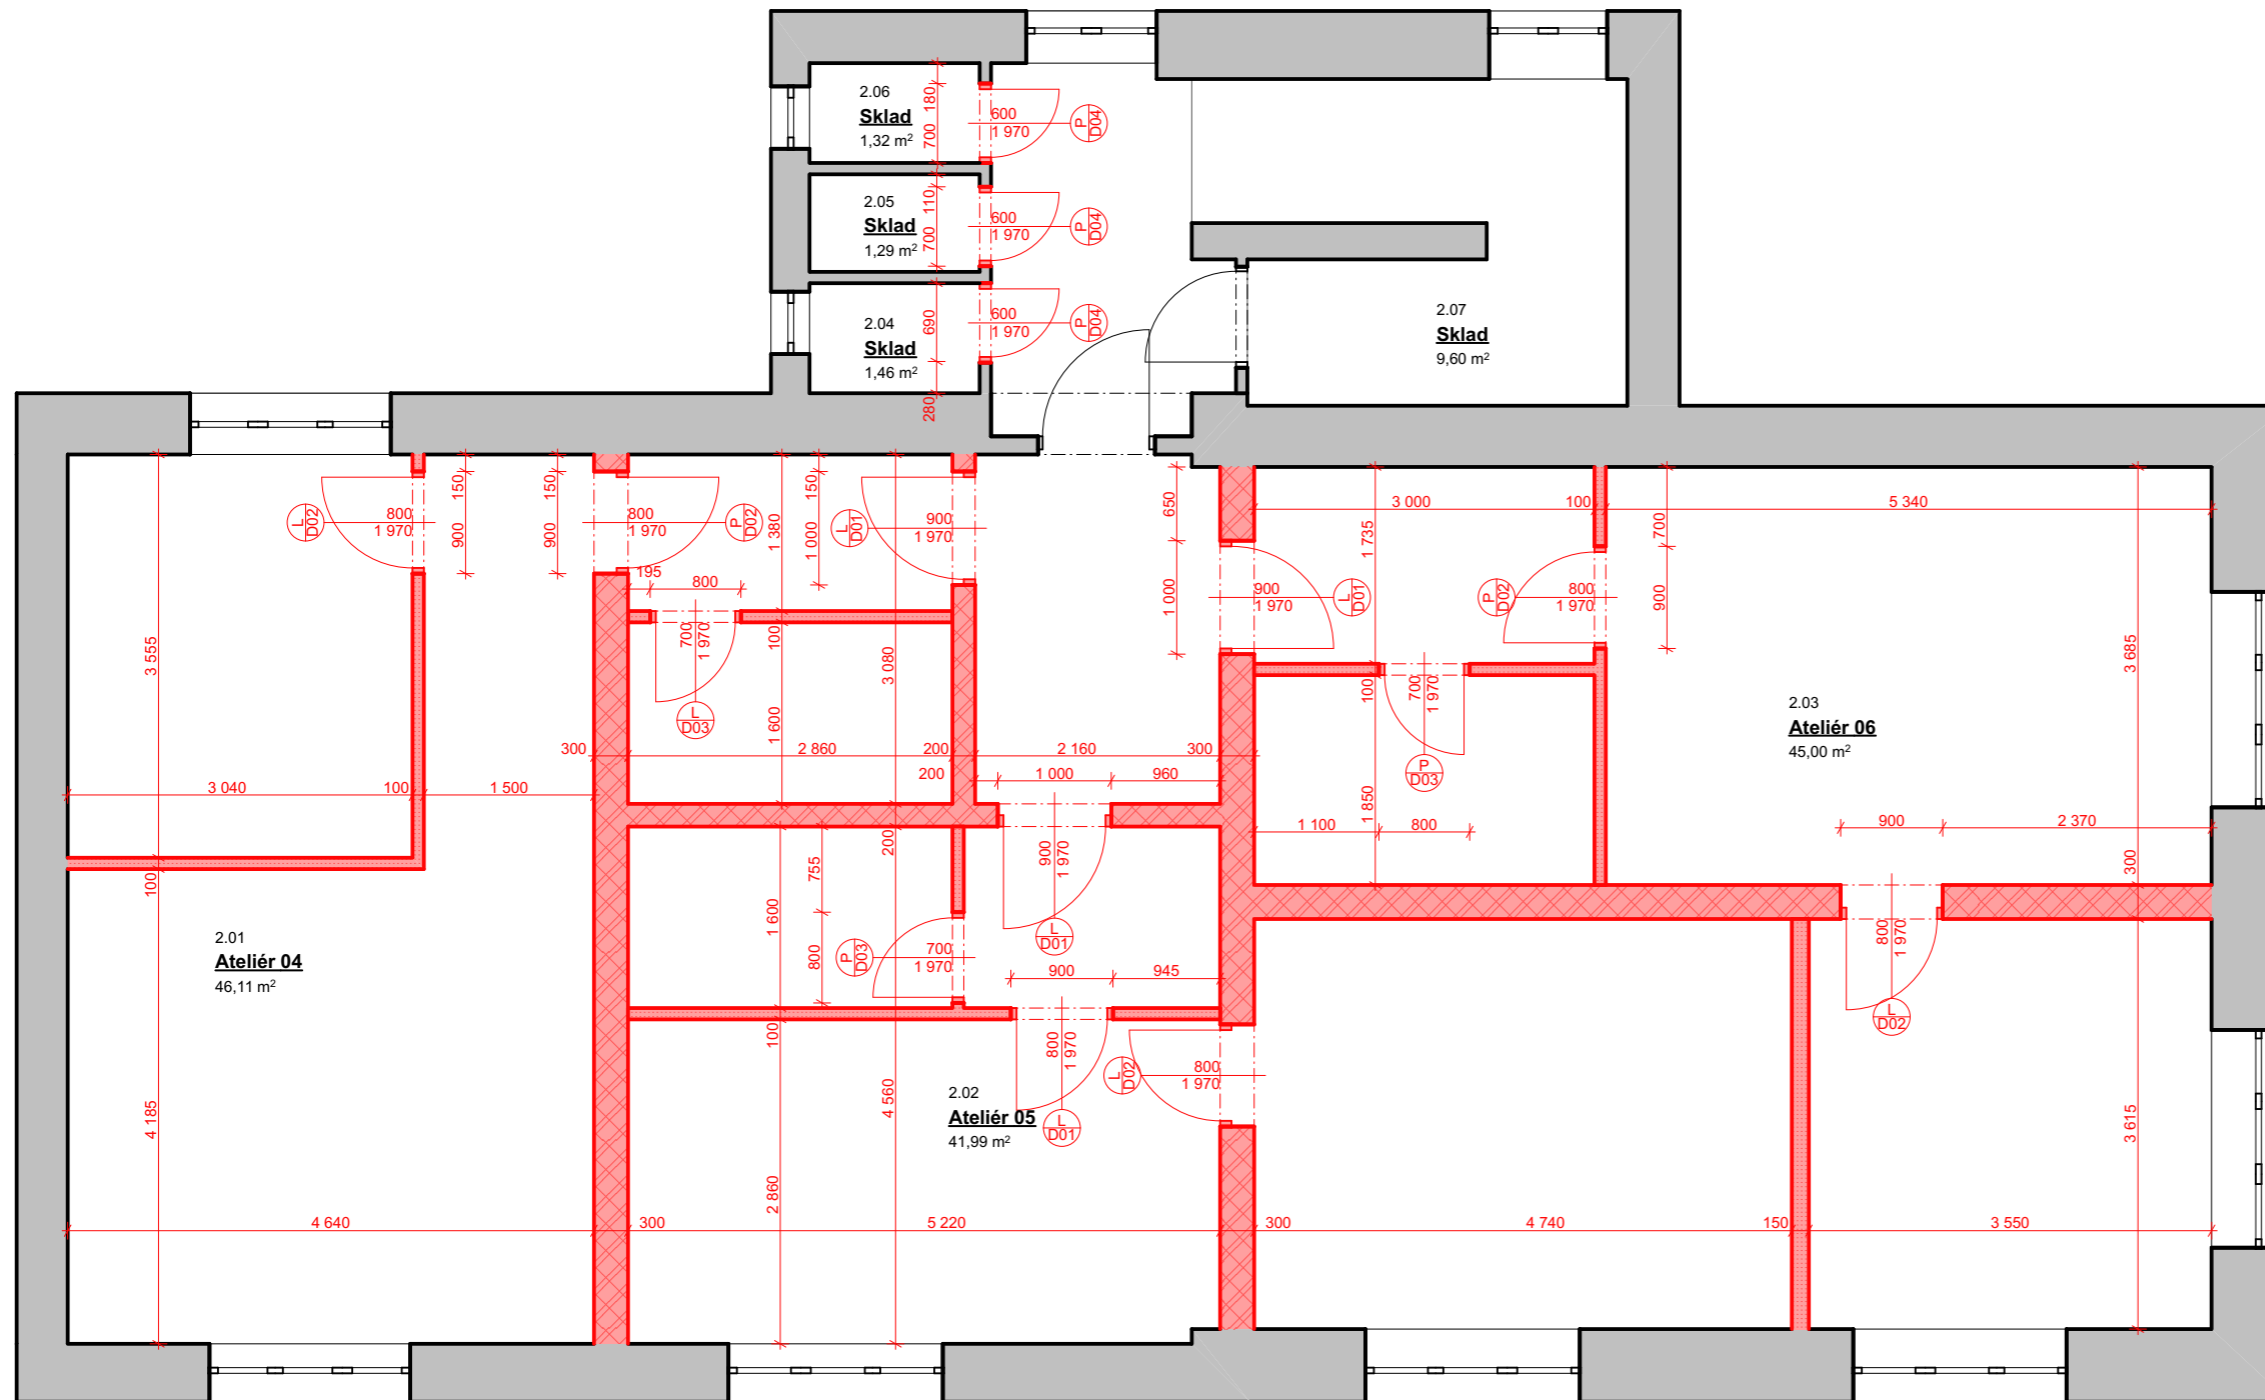 2.06
Sklad
1,32 m²
180
700
600
1 970
P
D04
2.05
Sklad
1,29 m²
110
700
600
1 970
P
D04
2.04
Sklad
1,46 m²
690
280
600
1 970
P
D04
2.07
Sklad
9,60 m²
3 555
L
D02
800
1 970
150
900
150
900
800
1 970
P
D02
1 380
150
1 000
L
D01
900
1 970
3 080
195
800
100
700
1 970
L
D03
1 600
650
1 000
900
1 970
L
D01
3 000
100
5 340
1 735
P
D02
800
1 970
700
900
3 685
100
700
1 970
P
D03
1 850
1 100
800
2.03
Ateliér 06
45,00 m²
900
2 370
300
300
2 860
200
2 160
300
200
1 000
960
3 040
100
1 500
100
200
755
1 600
800
900
1 970
L
D01
P
D03
700
1 970
900
945
100
800
1 970
L
D01
L
D02
800
1 970
800
1 970
L
D02
2.01
Ateliér 04
46,11 m²
4 185
4 560
2.02
Ateliér 05
41,99 m²
2 860
3 615
4 640
300
5 220
300
4 740
150
3 550